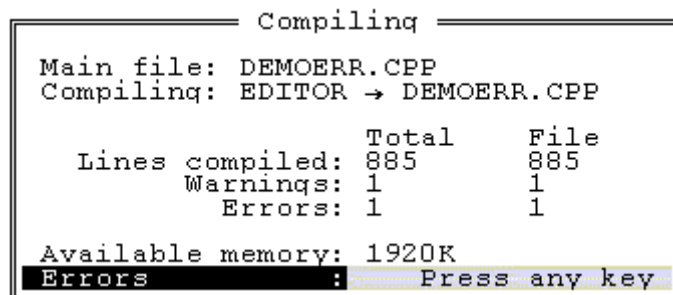 Compiling
Main file: DEMOERR.CPP
Compiling: EDITOR → DEMOERR.CPP
Total File
Lines compiled: 885 885
Warnings: 1 1
Errors: 1 1
Available memory: 1920K
Errors : Press any key